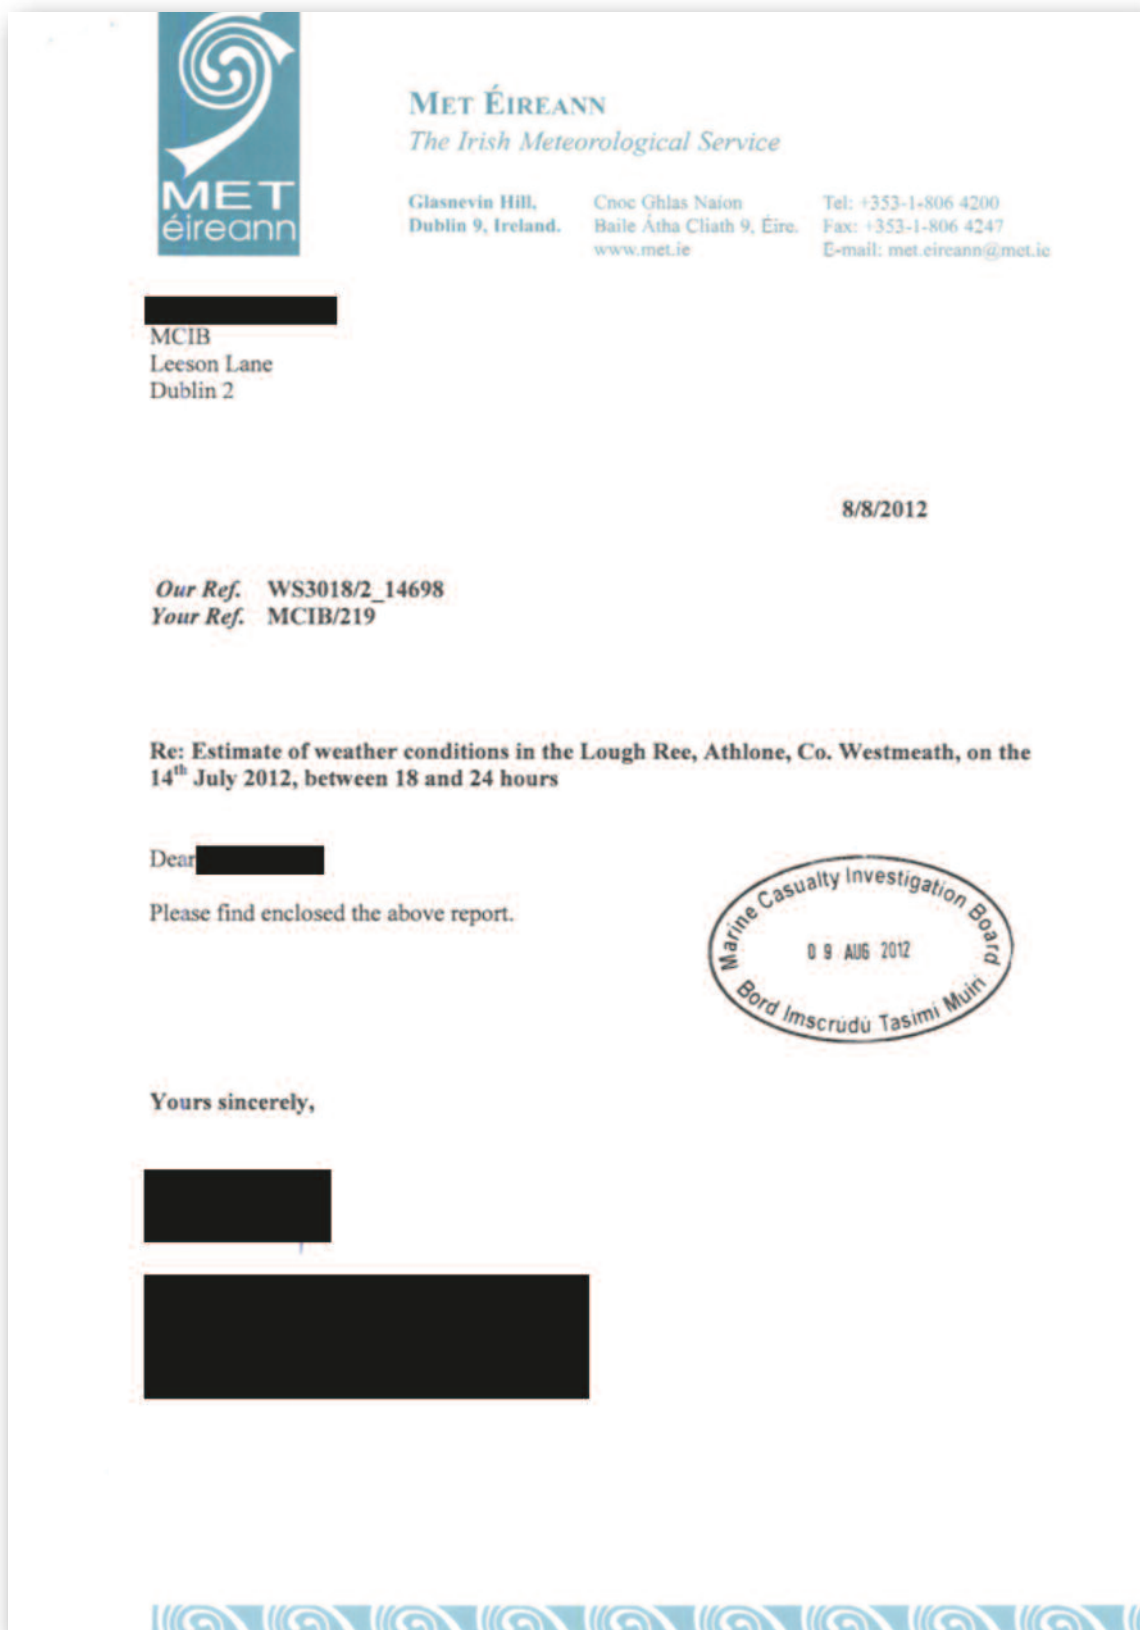 MET
éireann
MET ÉIREANN
The Irish Meteorological Service
Glasnevin Hill,
Dublin 9, Ireland.
Cnoc Ghlas Naíon
Baile Átha Cliath 9, Éire.
www.met.ie
Tel: +353-1-806 4200
Fax: +353-1-806 4247
E-mail: met.eireann@met.ie
MCIB
Leeson Lane
Dublin 2
8/8/2012
Our Ref. WS3018/2_14698
Your Ref. MCIB/219
Re: Estimate of weather conditions in the Lough Ree, Athlone, Co. Westmeath, on the
14th July 2012, between 18 and 24 hours
Dear
Please find enclosed the above report.
Marine Casualty Investigation Board
09 AUG 2012
Bord Imscrúdú Tasimí Muirí
Yours sincerely,